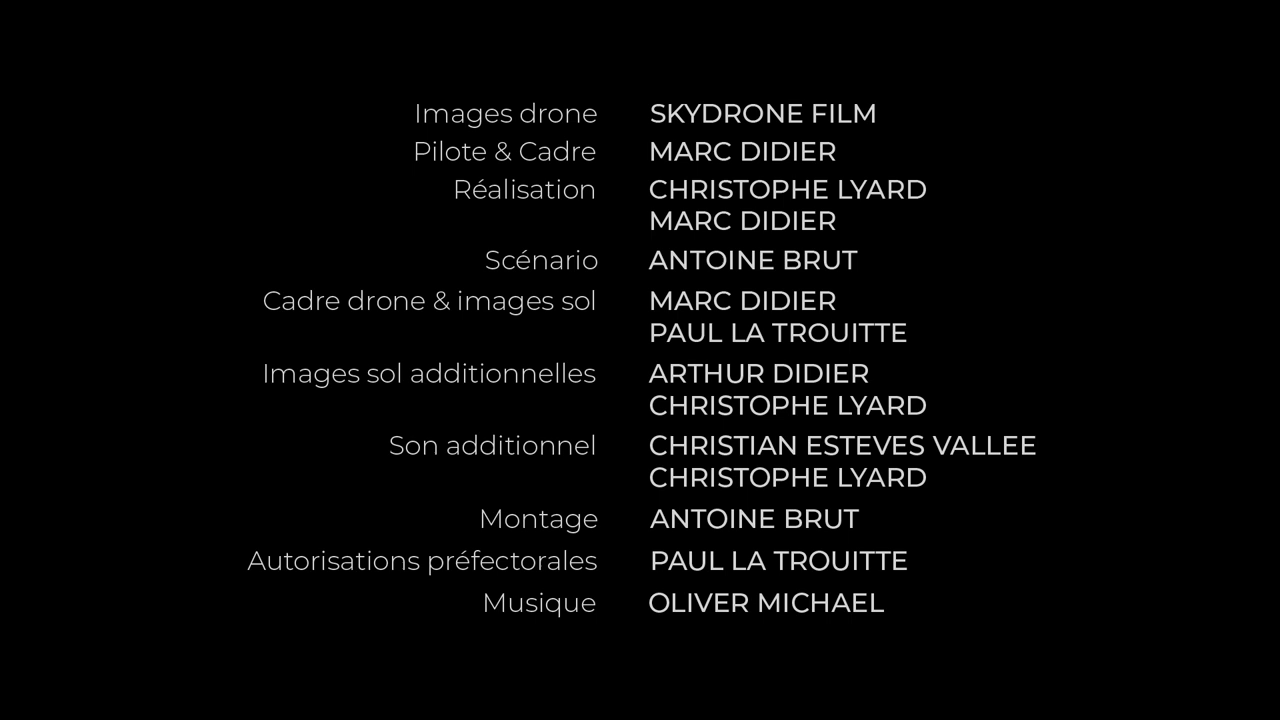 Images drone SKYDRONE FILM
Pilote & Cadre MARC DIDIER
Réalisation CHRISTOPHE LYARD
MARC DIDIER
Scénario ANTOINE BRUT
Cadre drone & images sol MARC DIDIER
PAUL LA TROUITTE
Images sol additionnelles ARTHUR DIDIER
CHRISTOPHE LYARD
Son additionnel CHRISTIAN ESTEVES VALLEE
CHRISTOPHE LYARD
Montage ANTOINE BRUT
Autorisations préfectorales PAUL LA TROUITTE
Musique OLIVER MICHAEL